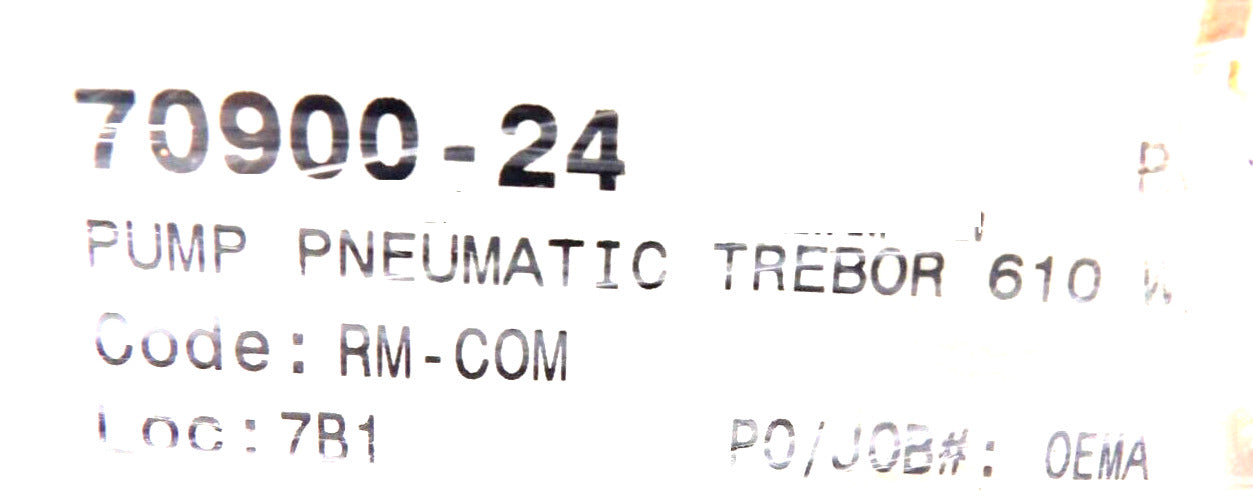 70900-24
PUMP PNEUMATIC TREBOR 610
Code: RM-COM
Loc: 7B1
PO/JOB#: OEMA